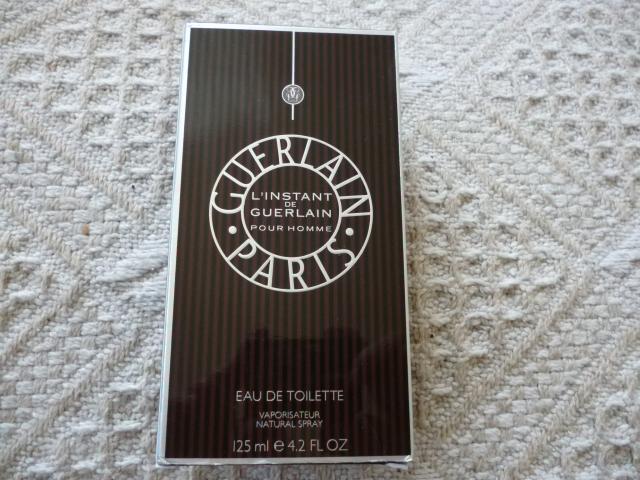 GUERLAIN
L'INSTANT
DE
GUERLAIN
POUR HOMME
• PARIS •
EAU DE TOILETTE
VAPORISATEUR
NATURAL SPRAY
125 ml e 4.2 FL OZ